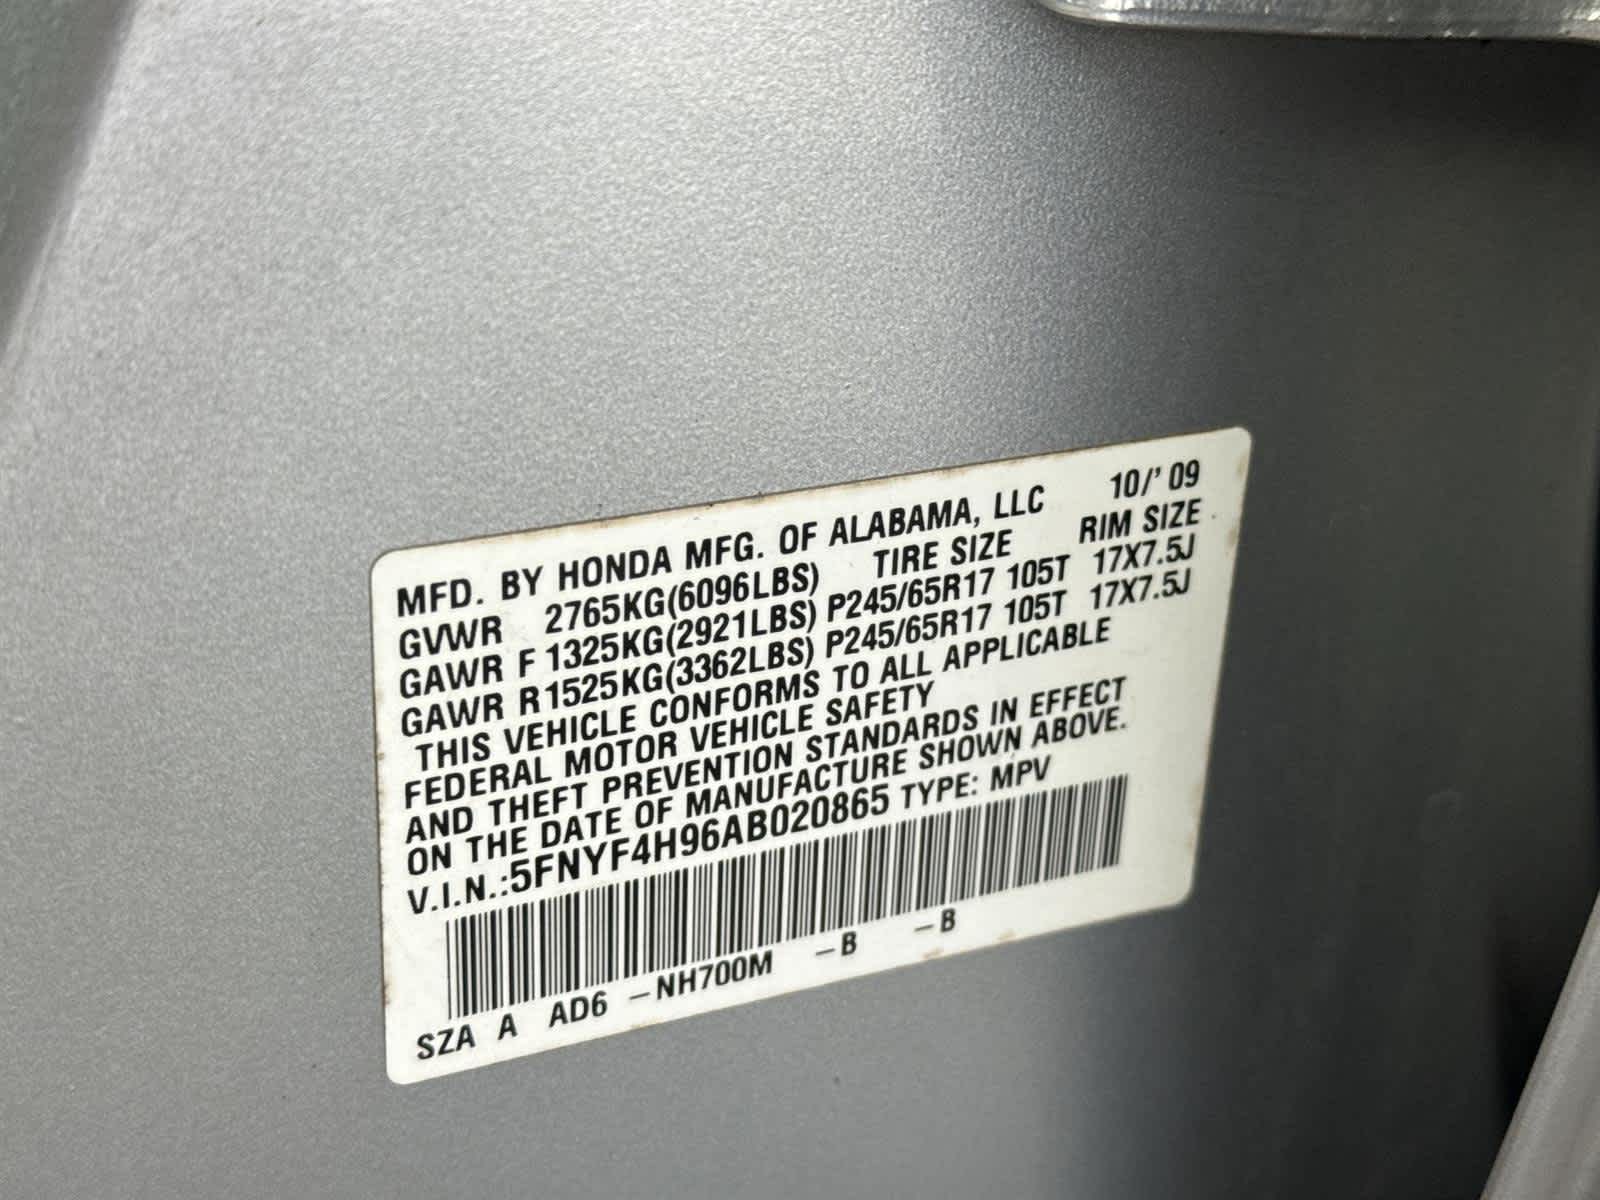 MFD. BY HONDA MFG. OF ALABAMA, LLC 10/'09
GVWR 2765KG(6096LBS) TIRE SIZE RIM SIZE
GAWR F 1325KG(2921LBS) P245/65R17 105T 17X7.5J
GAWR R 1525KG(3362LBS) P245/65R17 105T 17X7.5J
THIS VEHICLE CONFORMS TO ALL APPLICABLE
FEDERAL MOTOR VEHICLE SAFETY
AND THEFT PREVENTION STANDARDS IN EFFECT
ON THE DATE OF MANUFACTURE SHOWN ABOVE.
V.I.N.:5FNYF4H96AB020865 TYPE: MPV
SZA A AD6 -NH700M -B -B